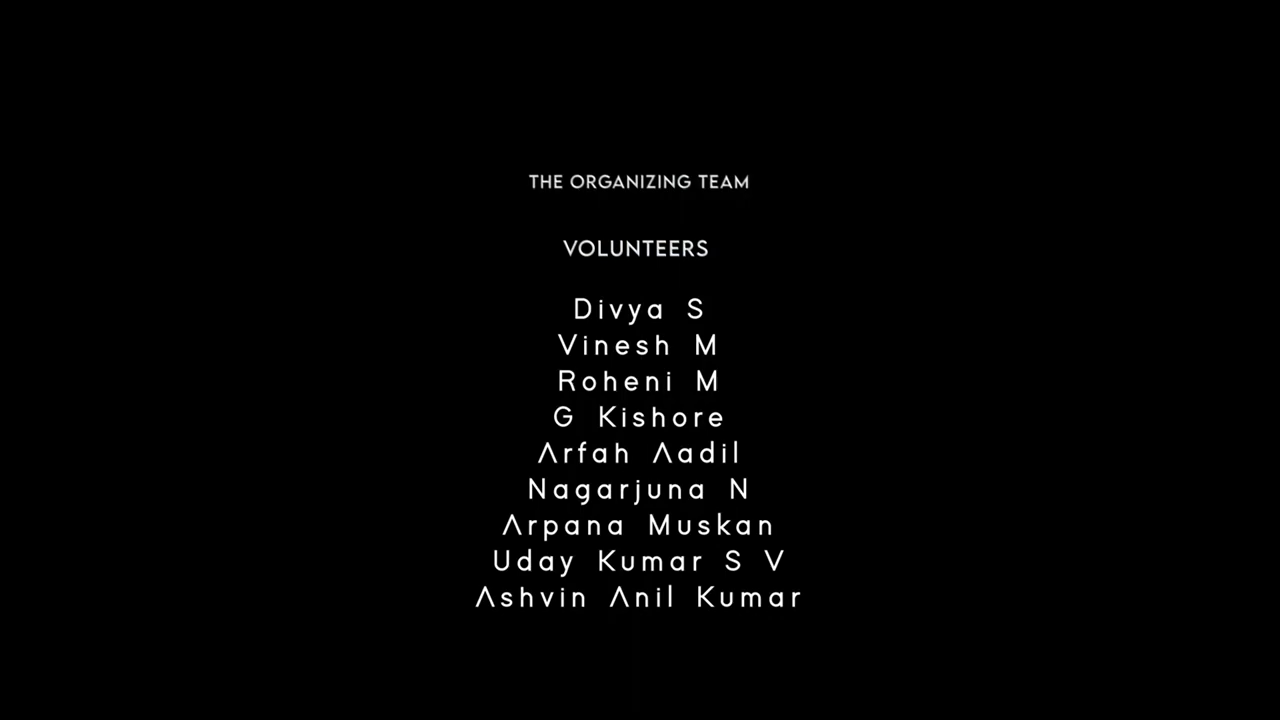 THE ORGANIZING TEAM
VOLUNTEERS
Divya S
Vinesh M
Roheni M
G Kishore
Arfah Aadil
Nagarjuna N
Arpana Muskan
Uday Kumar S V
Ashvin Anil Kumar